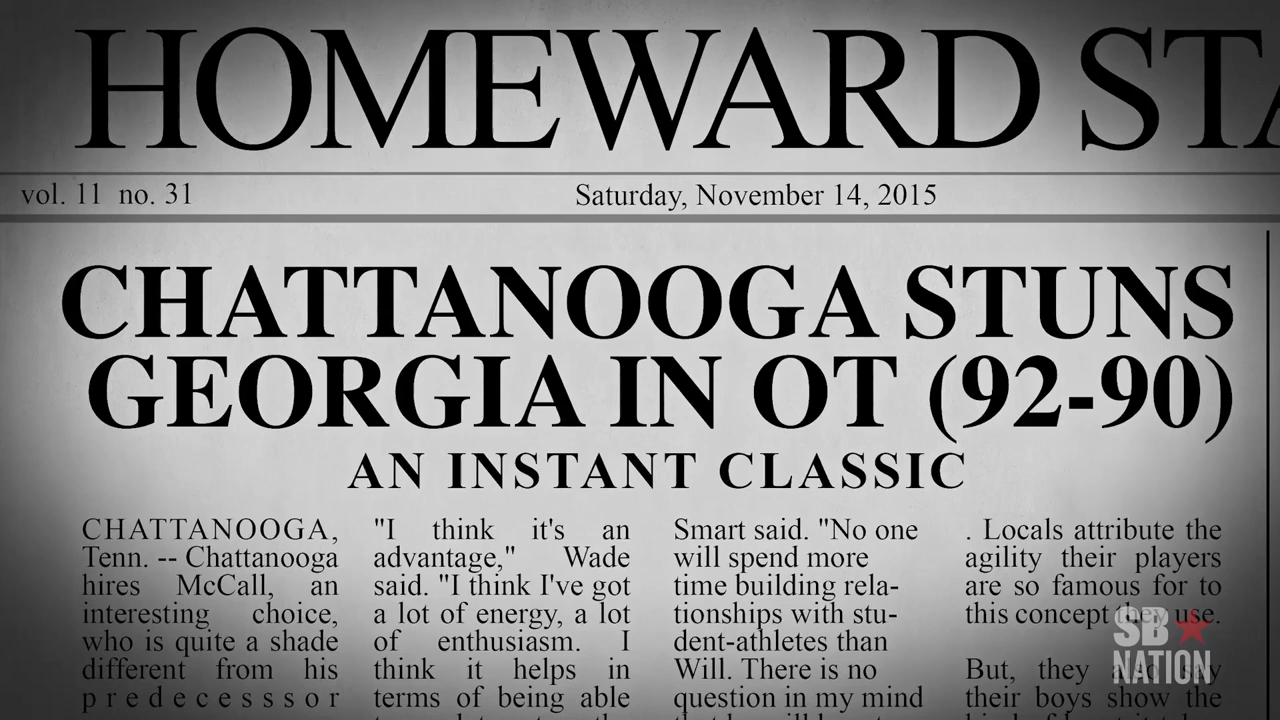 HOMEWARD STA
vol. 11 no. 31
Saturday, November 14, 2015
CHATTANOOGA STUNS
GEORGIA IN OT (92-90)
AN INSTANT CLASSIC
CHATTANOOGA,
Tenn. -- Chattanooga
hires McCall, an
interesting choice,
who is quite a shade
different from his
predecesssor
"I think it's an
advantage," Wade
said. "I think I've got
a lot of energy, a lot
of enthusiasm. I
think it helps in
terms of being able
Smart said. "No one
will spend more
time building rela-
tionships with stu-
dent-athletes than
Will. There is no
question in my mind
. Locals attribute the
agility their players
are so famous for to
this concept they use.
But, they also say
their boys show the
SB NATION